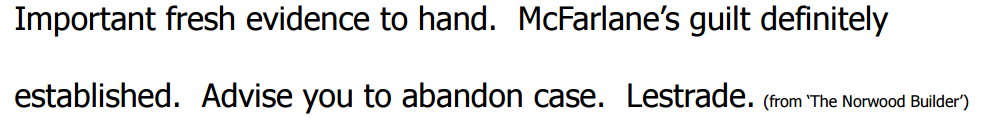 Important fresh evidence to hand.  McFarlane’s guilt definitely
established.  Advise you to abandon case.  Lestrade. (from ‘The Norwood Builder’)